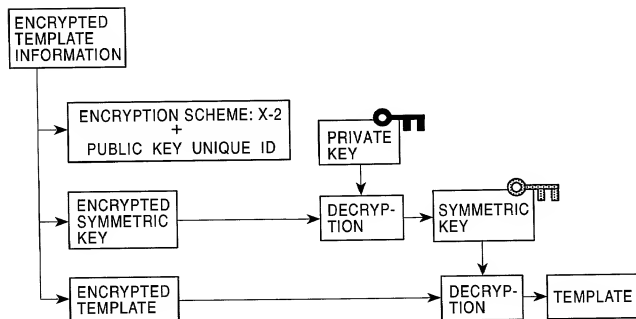 ENCRYPTED
TEMPLATE
INFORMATION
ENCRYPTION SCHEME: X-2
+
PUBLIC KEY UNIQUE ID
PRIVATE
KEY
ENCRYPTED
SYMMETRIC
KEY
DECRYP-
TION
SYMMETRIC
KEY
ENCRYPTED
TEMPLATE
DECRYP-
TION
TEMPLATE